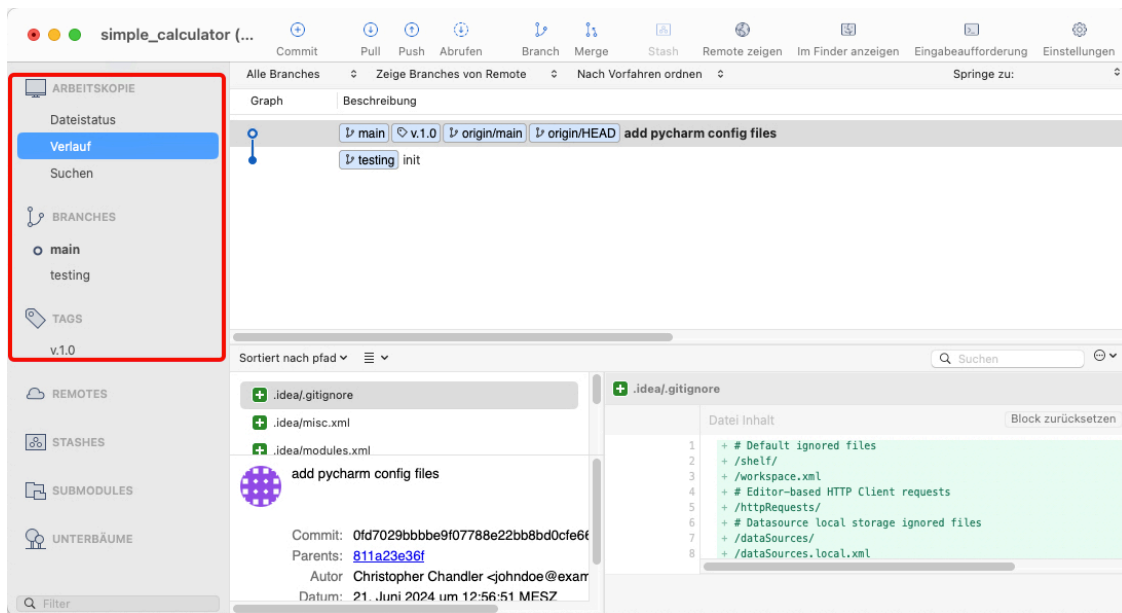 simple_calculator (...
Commit Pull Push Abrufen Branch Merge Stash Remote zeigen Im Finder anzeigen Eingabeaufforderung Einstellungen
ARBEITSKOPIE
Dateistatus
Verlauf
Suchen
BRANCHES
main
testing
TAGS
v.1.0
REMOTES
STASHES
SUBMODULES
UNTERBÄUME
Filter
Alle Branches Zeige Branches von Remote Nach Vorfahren ordnen Springe zu:
Graph Beschreibung
main v.1.0 origin/main origin/HEAD add pycharm config files
testing init
Sortiert nach pfad Suchen
.idea/.gitignore
.idea/misc.xml
.idea/modules.xml
add pycharm config files
Commit: 0fd7029bbbbe9f07788e22bb8bd0cfe66
Parents: 811a23e36f
Autor Christopher Chandler <johndoe@exam
Datum: 21. Juni 2024 um 12:56:51 MESZ
.idea/.gitignore
Datei Inhalt Block zurücksetzen
1 + # Default ignored files
2 + /shelf/
3 + /workspace.xml
4 + # Editor-based HTTP Client requests
5 + /httpRequests/
6 + # Datasource local storage ignored files
7 + /dataSources/
8 + /dataSources.local.xml